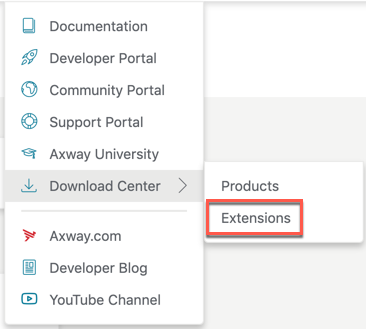 Documentation
Developer Portal
Community Portal
Support Portal
Axway University
Download Center
Products
Extensions
Axway.com
Developer Blog
YouTube Channel